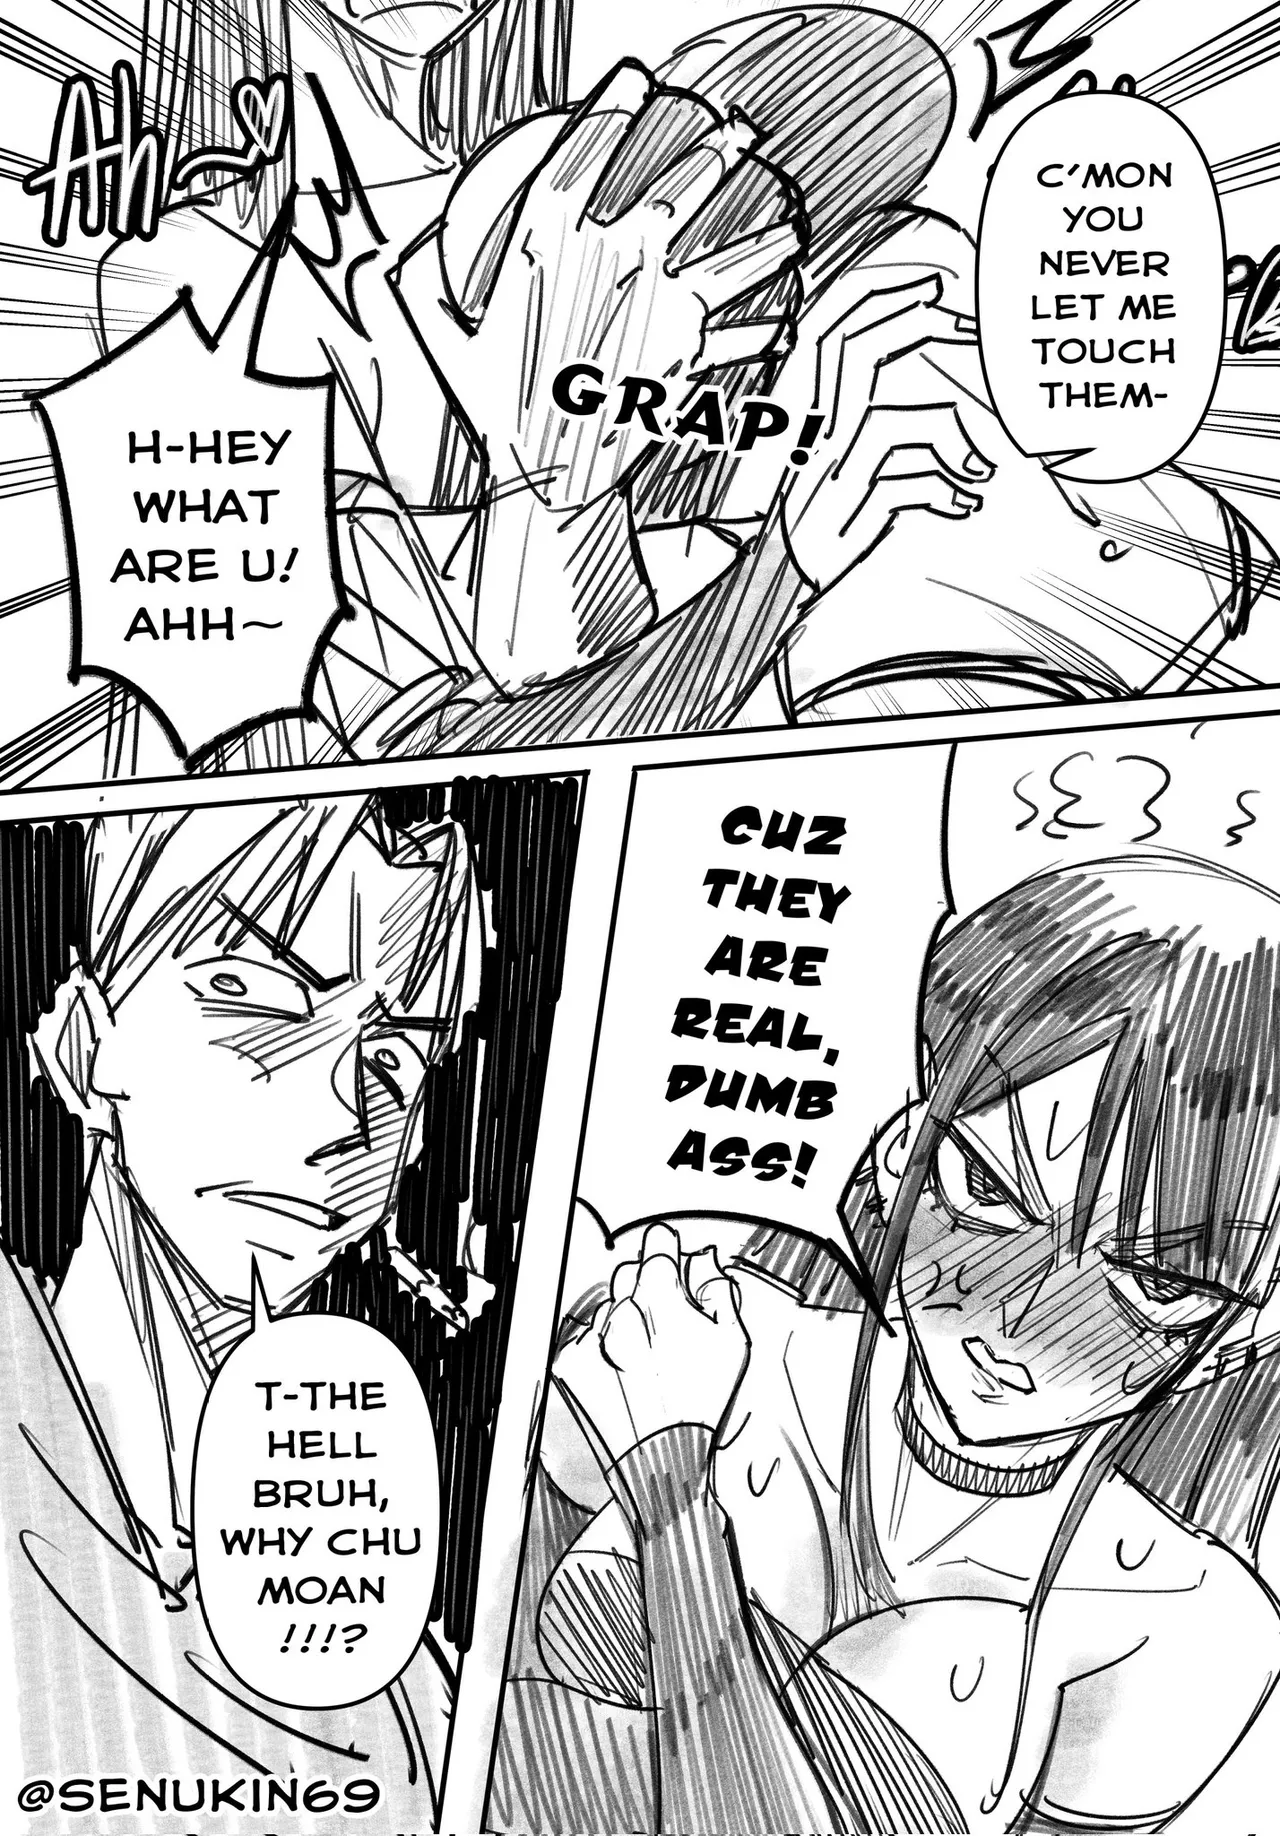 Ah~♡
C'MON
YOU
NEVER
LET ME
TOUCH
THEM-
GRAP!
H-HEY
WHAT
ARE U!
AHH~
CUZ
THEY
ARE
REAL,
DUMB
ASS!
T-THE
HELL
BRUH,
WHY CHU
MOAN
!!!?
@SENUKIN69